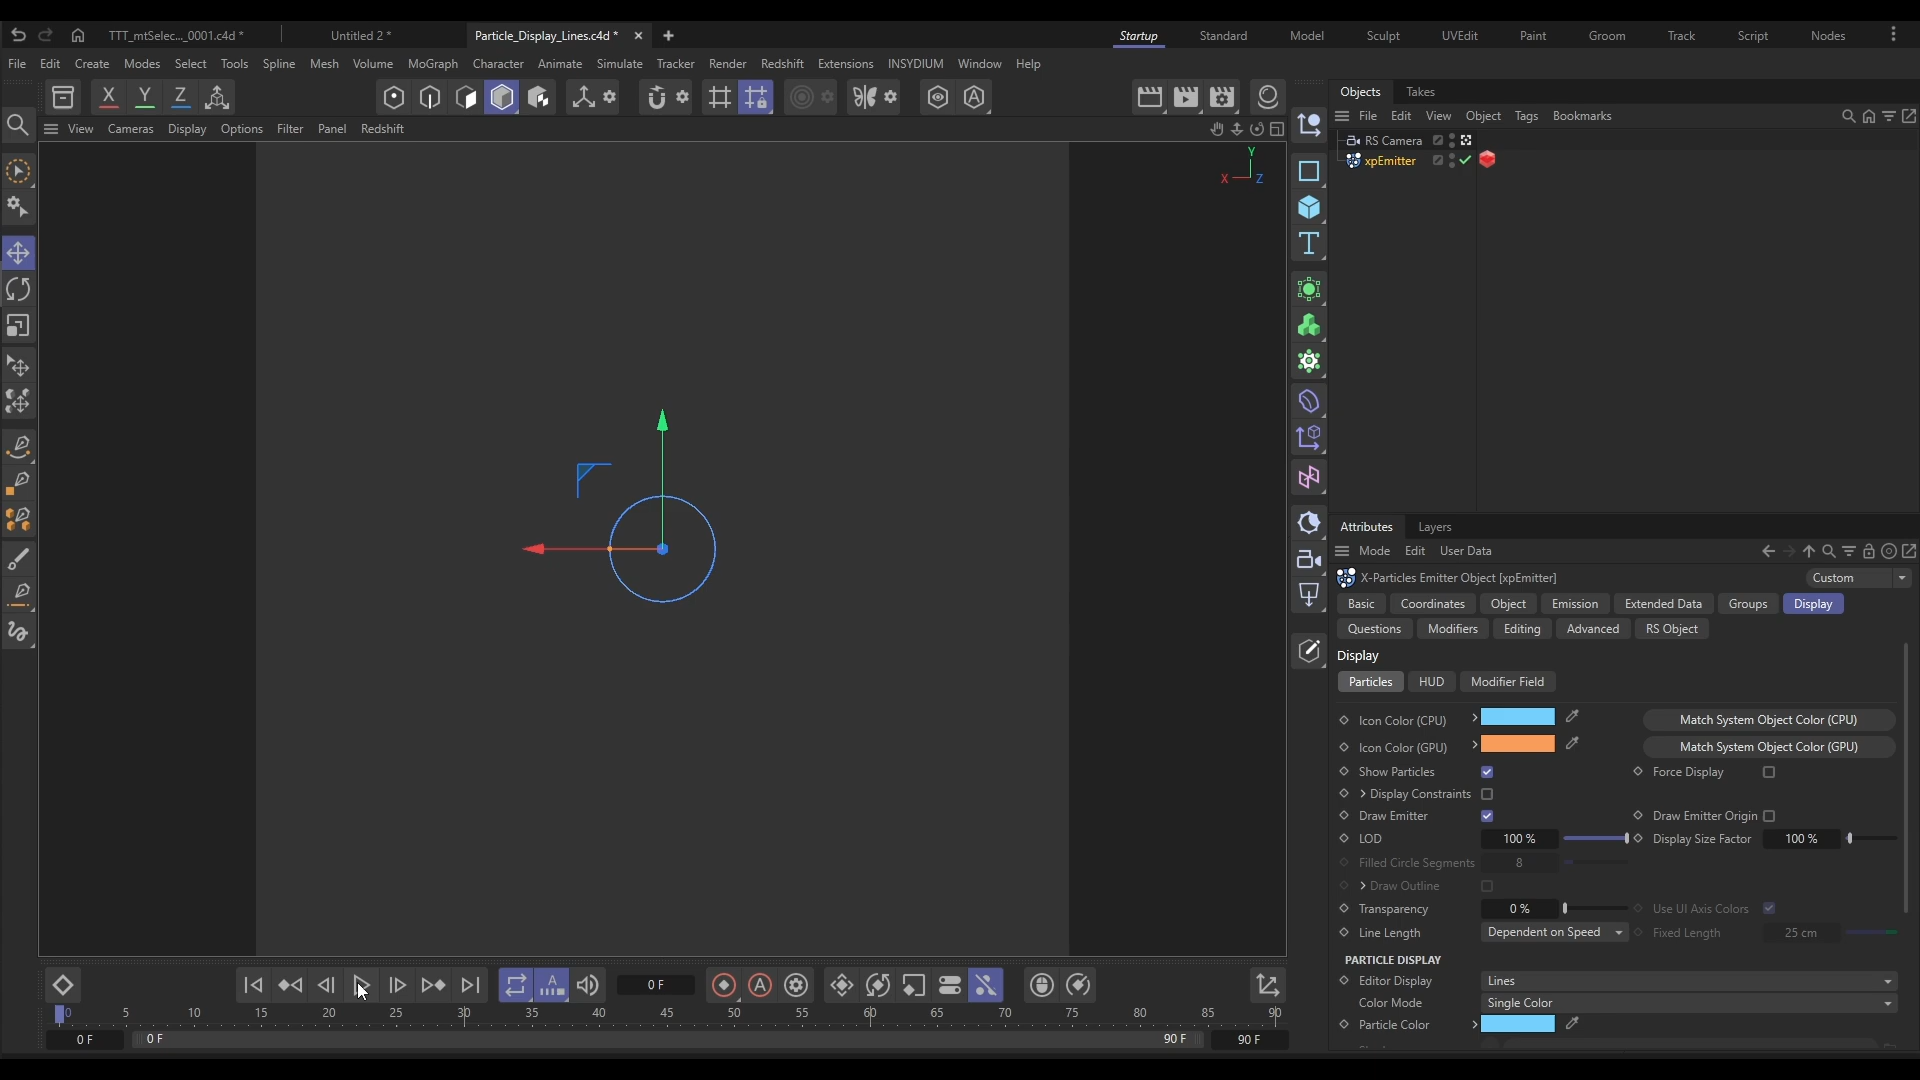 TTT_mtSelec..._0001.c4d *
Untitled 2 *
Particle_Display_Lines.c4d *
Startup
Standard
Model
Sculpt
UVEdit
Paint
Groom
Track
Script
Nodes
File Edit Create Modes Select Tools Spline Mesh Volume MoGraph Character Animate Simulate Tracker Render Redshift Extensions INSYDIUM Window Help
X Y Z
View Cameras Display Options Filter Panel Redshift
Y
X Z
Objects Takes
File Edit View Object Tags Bookmarks
RS Camera
xpEmitter
Attributes Layers
Mode Edit User Data
X-Particles Emitter Object [xpEmitter]
Custom
Basic Coordinates Object Emission Extended Data Groups Display
Questions Modifiers Editing Advanced RS Object
Display
Particles HUD Modifier Field
Icon Color (CPU) Match System Object Color (CPU)
Icon Color (GPU) Match System Object Color (GPU)
Show Particles Force Display
Display Constraints
Draw Emitter Draw Emitter Origin
LOD 100 % Display Size Factor 100 %
Filled Circle Segments 8
Draw Outline
Transparency 0 % Use UI Axis Colors
Line Length Dependent on Speed Fixed Length 25 cm
PARTICLE DISPLAY
Editor Display Lines
Color Mode Single Color
Particle Color
0 F
0 5 10 15 20 25 30 35 40 45 50 55 60 65 70 75 80 85 90
0 F 0 F 90 F 90 F